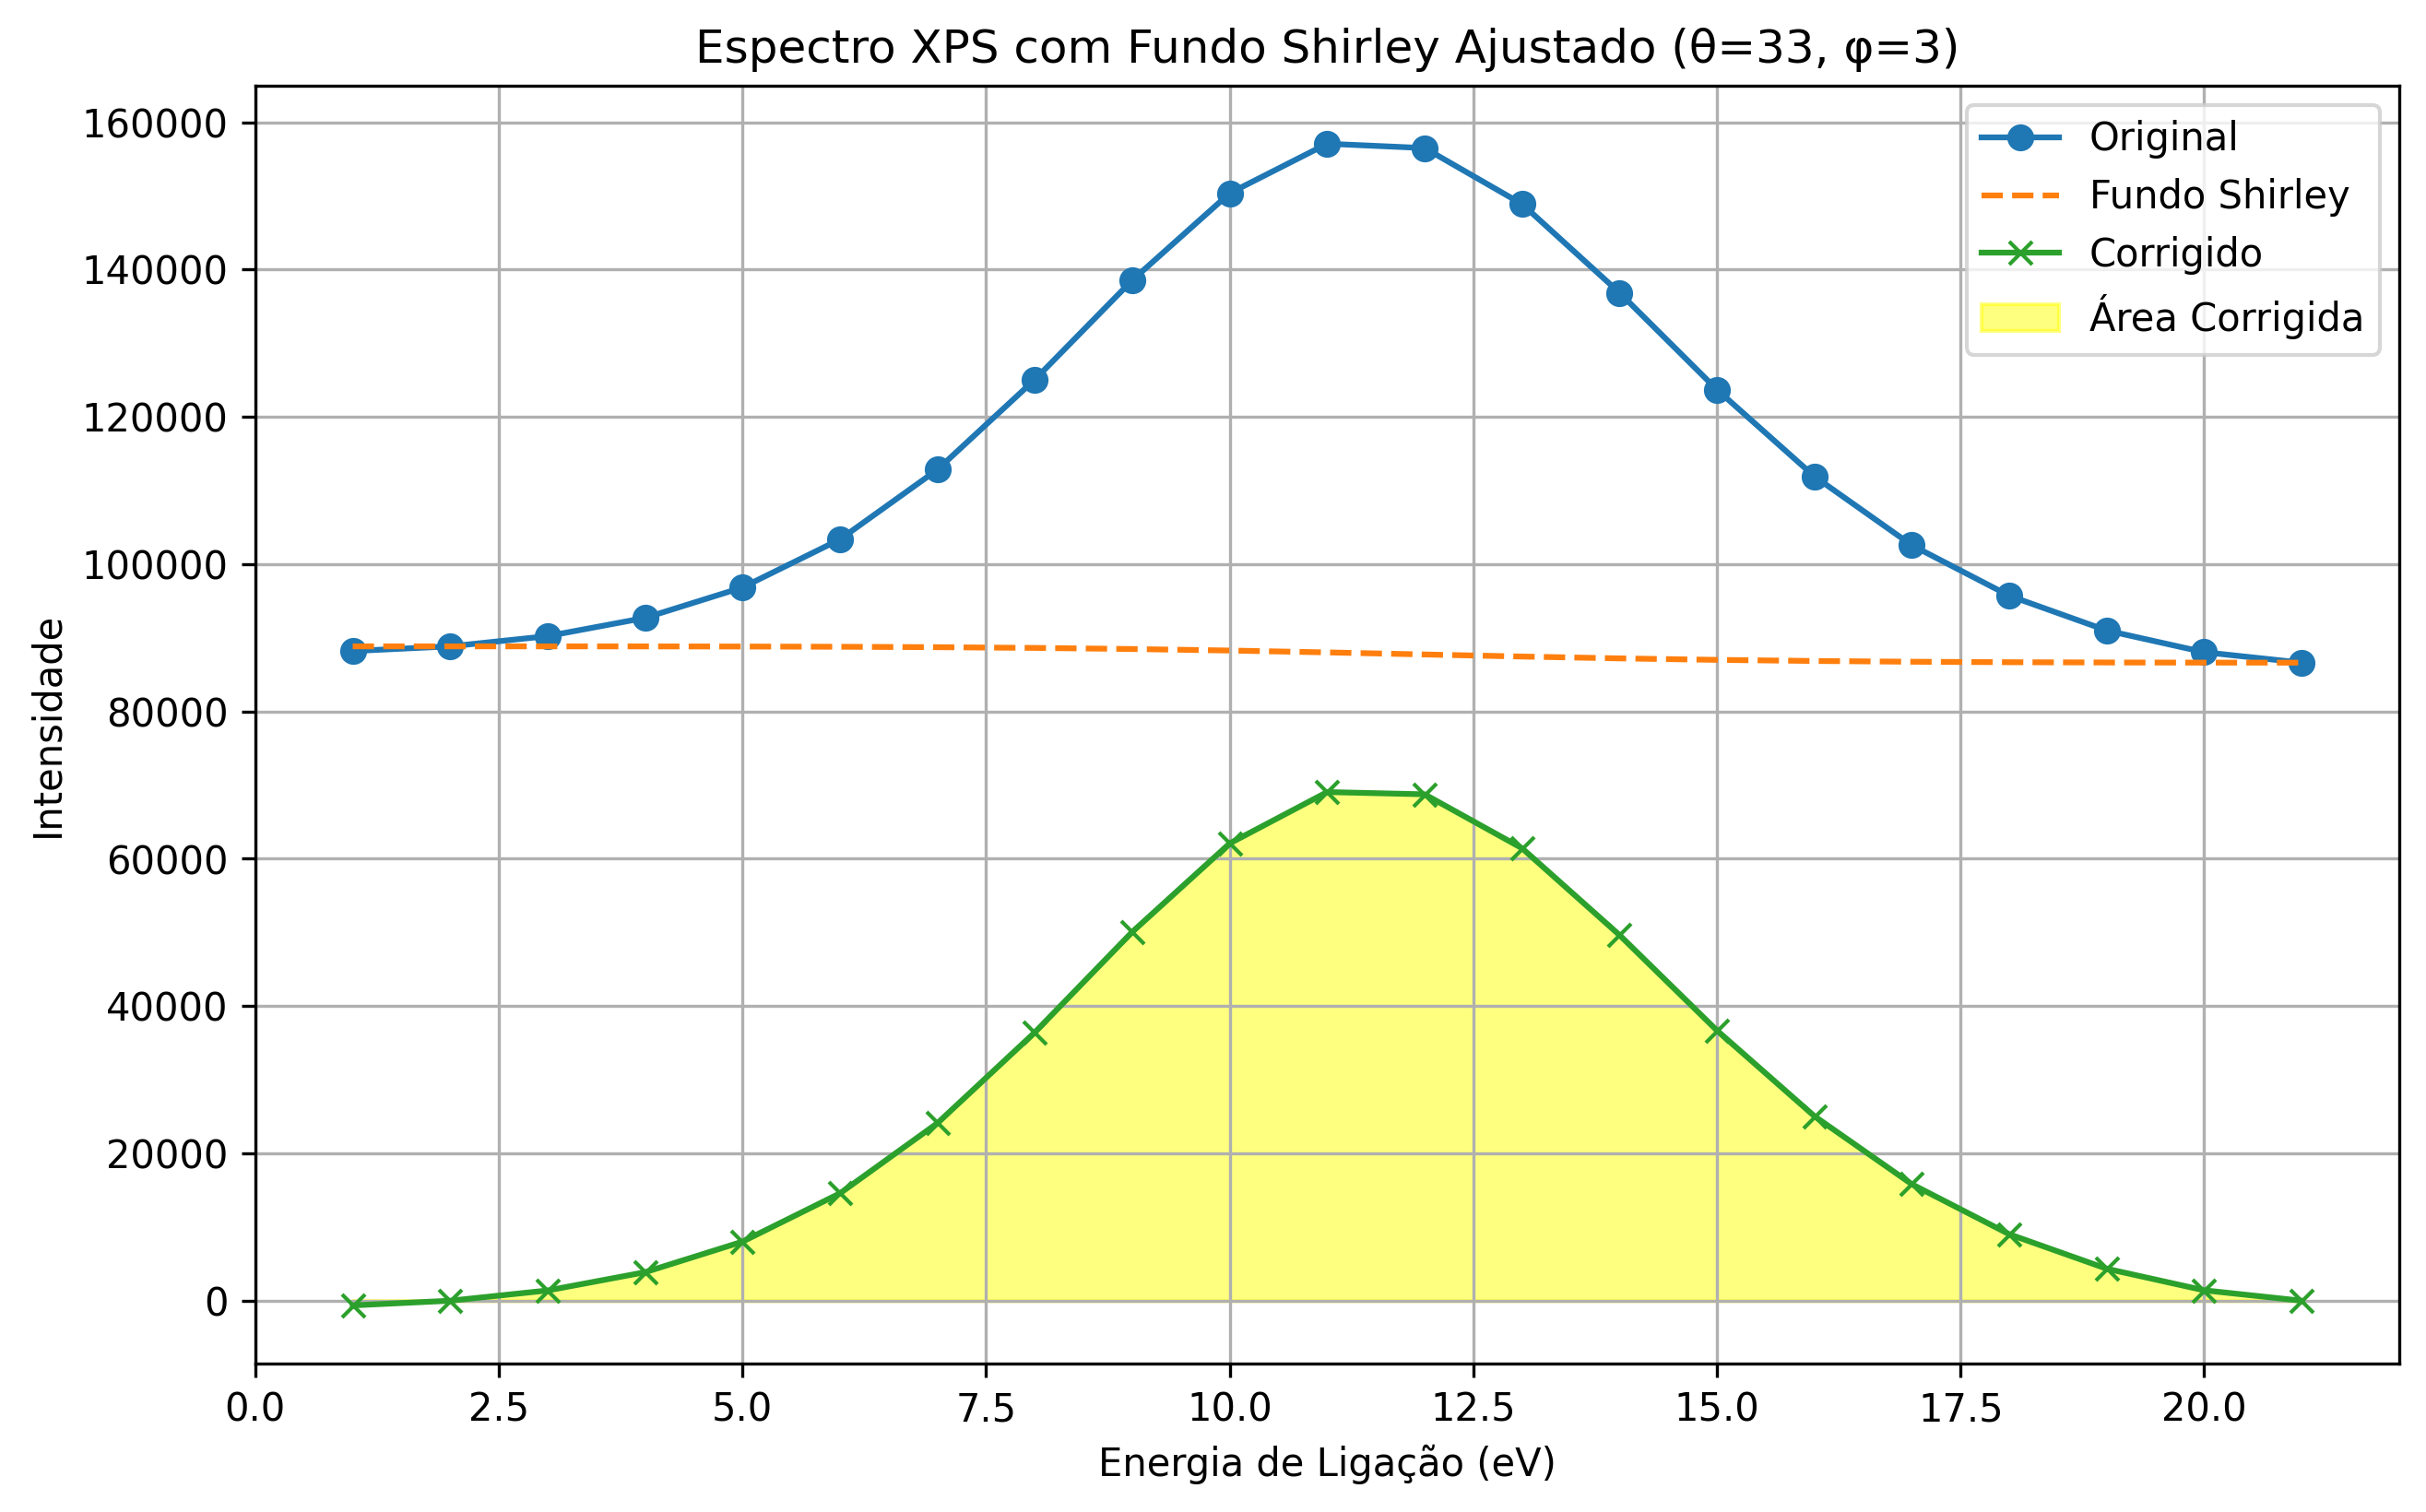 Espectro XPS com Fundo Shirley Ajustado (θ=33, φ=3)
160000
140000
120000
100000
80000
60000
40000
20000
0
Intensidade
Original
Fundo Shirley
Corrigido
Área Corrigida
0.0 2.5 5.0 7.5 10.0 12.5 15.0 17.5 20.0
Energia de Ligação (eV)